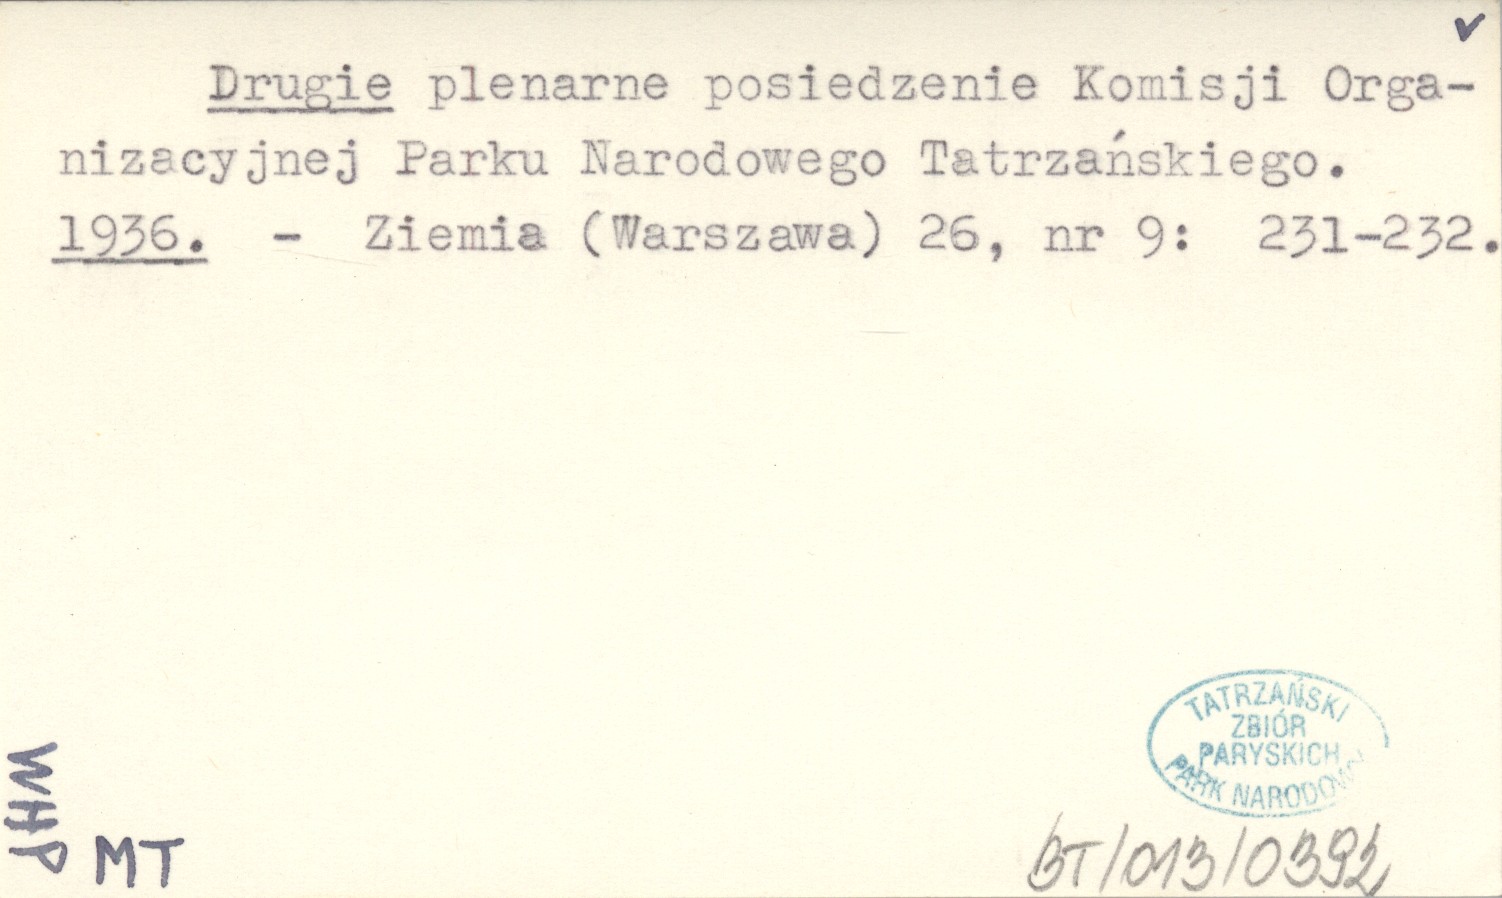 ✓
Drugie plenarne posiedzenie Komisji Orga-
nizacyjnej Parku Narodowego Tatrzańskiego.
1936. - Ziemia (Warszawa) 26, nr 9: 231-232.
TATRZAŃSKI
ZBIÓR
PARYSKICH
PARK NARODOWY
WHP
MT
BT/013/0392